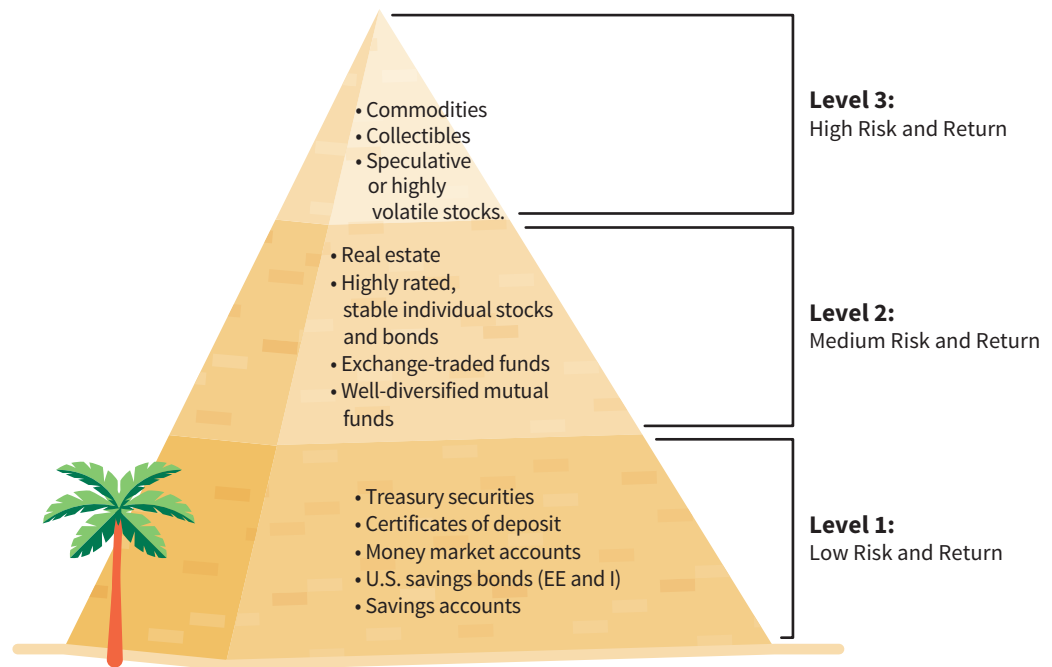 • Commodities
• Collectibles
• Speculative
or highly
volatile stocks.
Level 3:
High Risk and Return
• Real estate
• Highly rated,
stable individual stocks
and bonds
• Exchange-traded funds
• Well-diversified mutual
funds
Level 2:
Medium Risk and Return
• Treasury securities
• Certificates of deposit
• Money market accounts
• U.S. savings bonds (EE and I)
• Savings accounts
Level 1:
Low Risk and Return